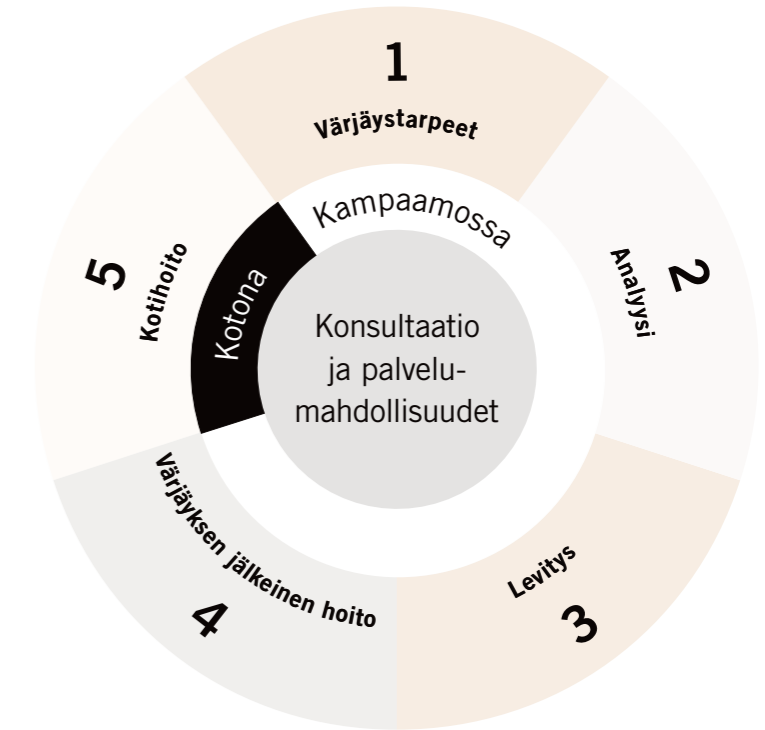 1
Värjäystarpeet
2
Analyysi
3
Levitys
4
Värjäyksen jälkeinen hoito
5
Kotihoito
Kampaamossa
Kotona
Konsultaatio
ja palvelu-
mahdollisuudet